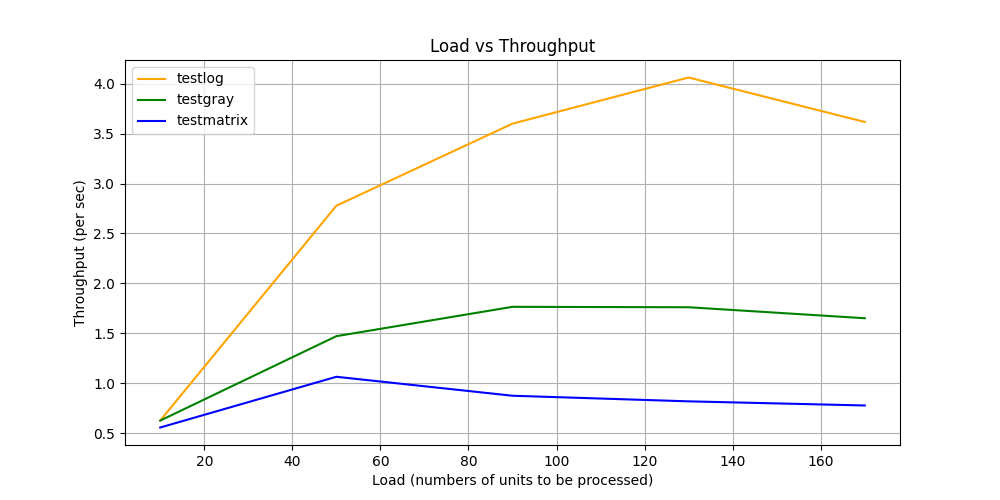 Load vs Throughput
testlog
testgray
testmatrix
Throughput (per sec)
4.0
3.5
3.0
2.5
2.0
1.5
1.0
0.5
20 40 60 80 100 120 140 160
Load (numbers of units to be processed)